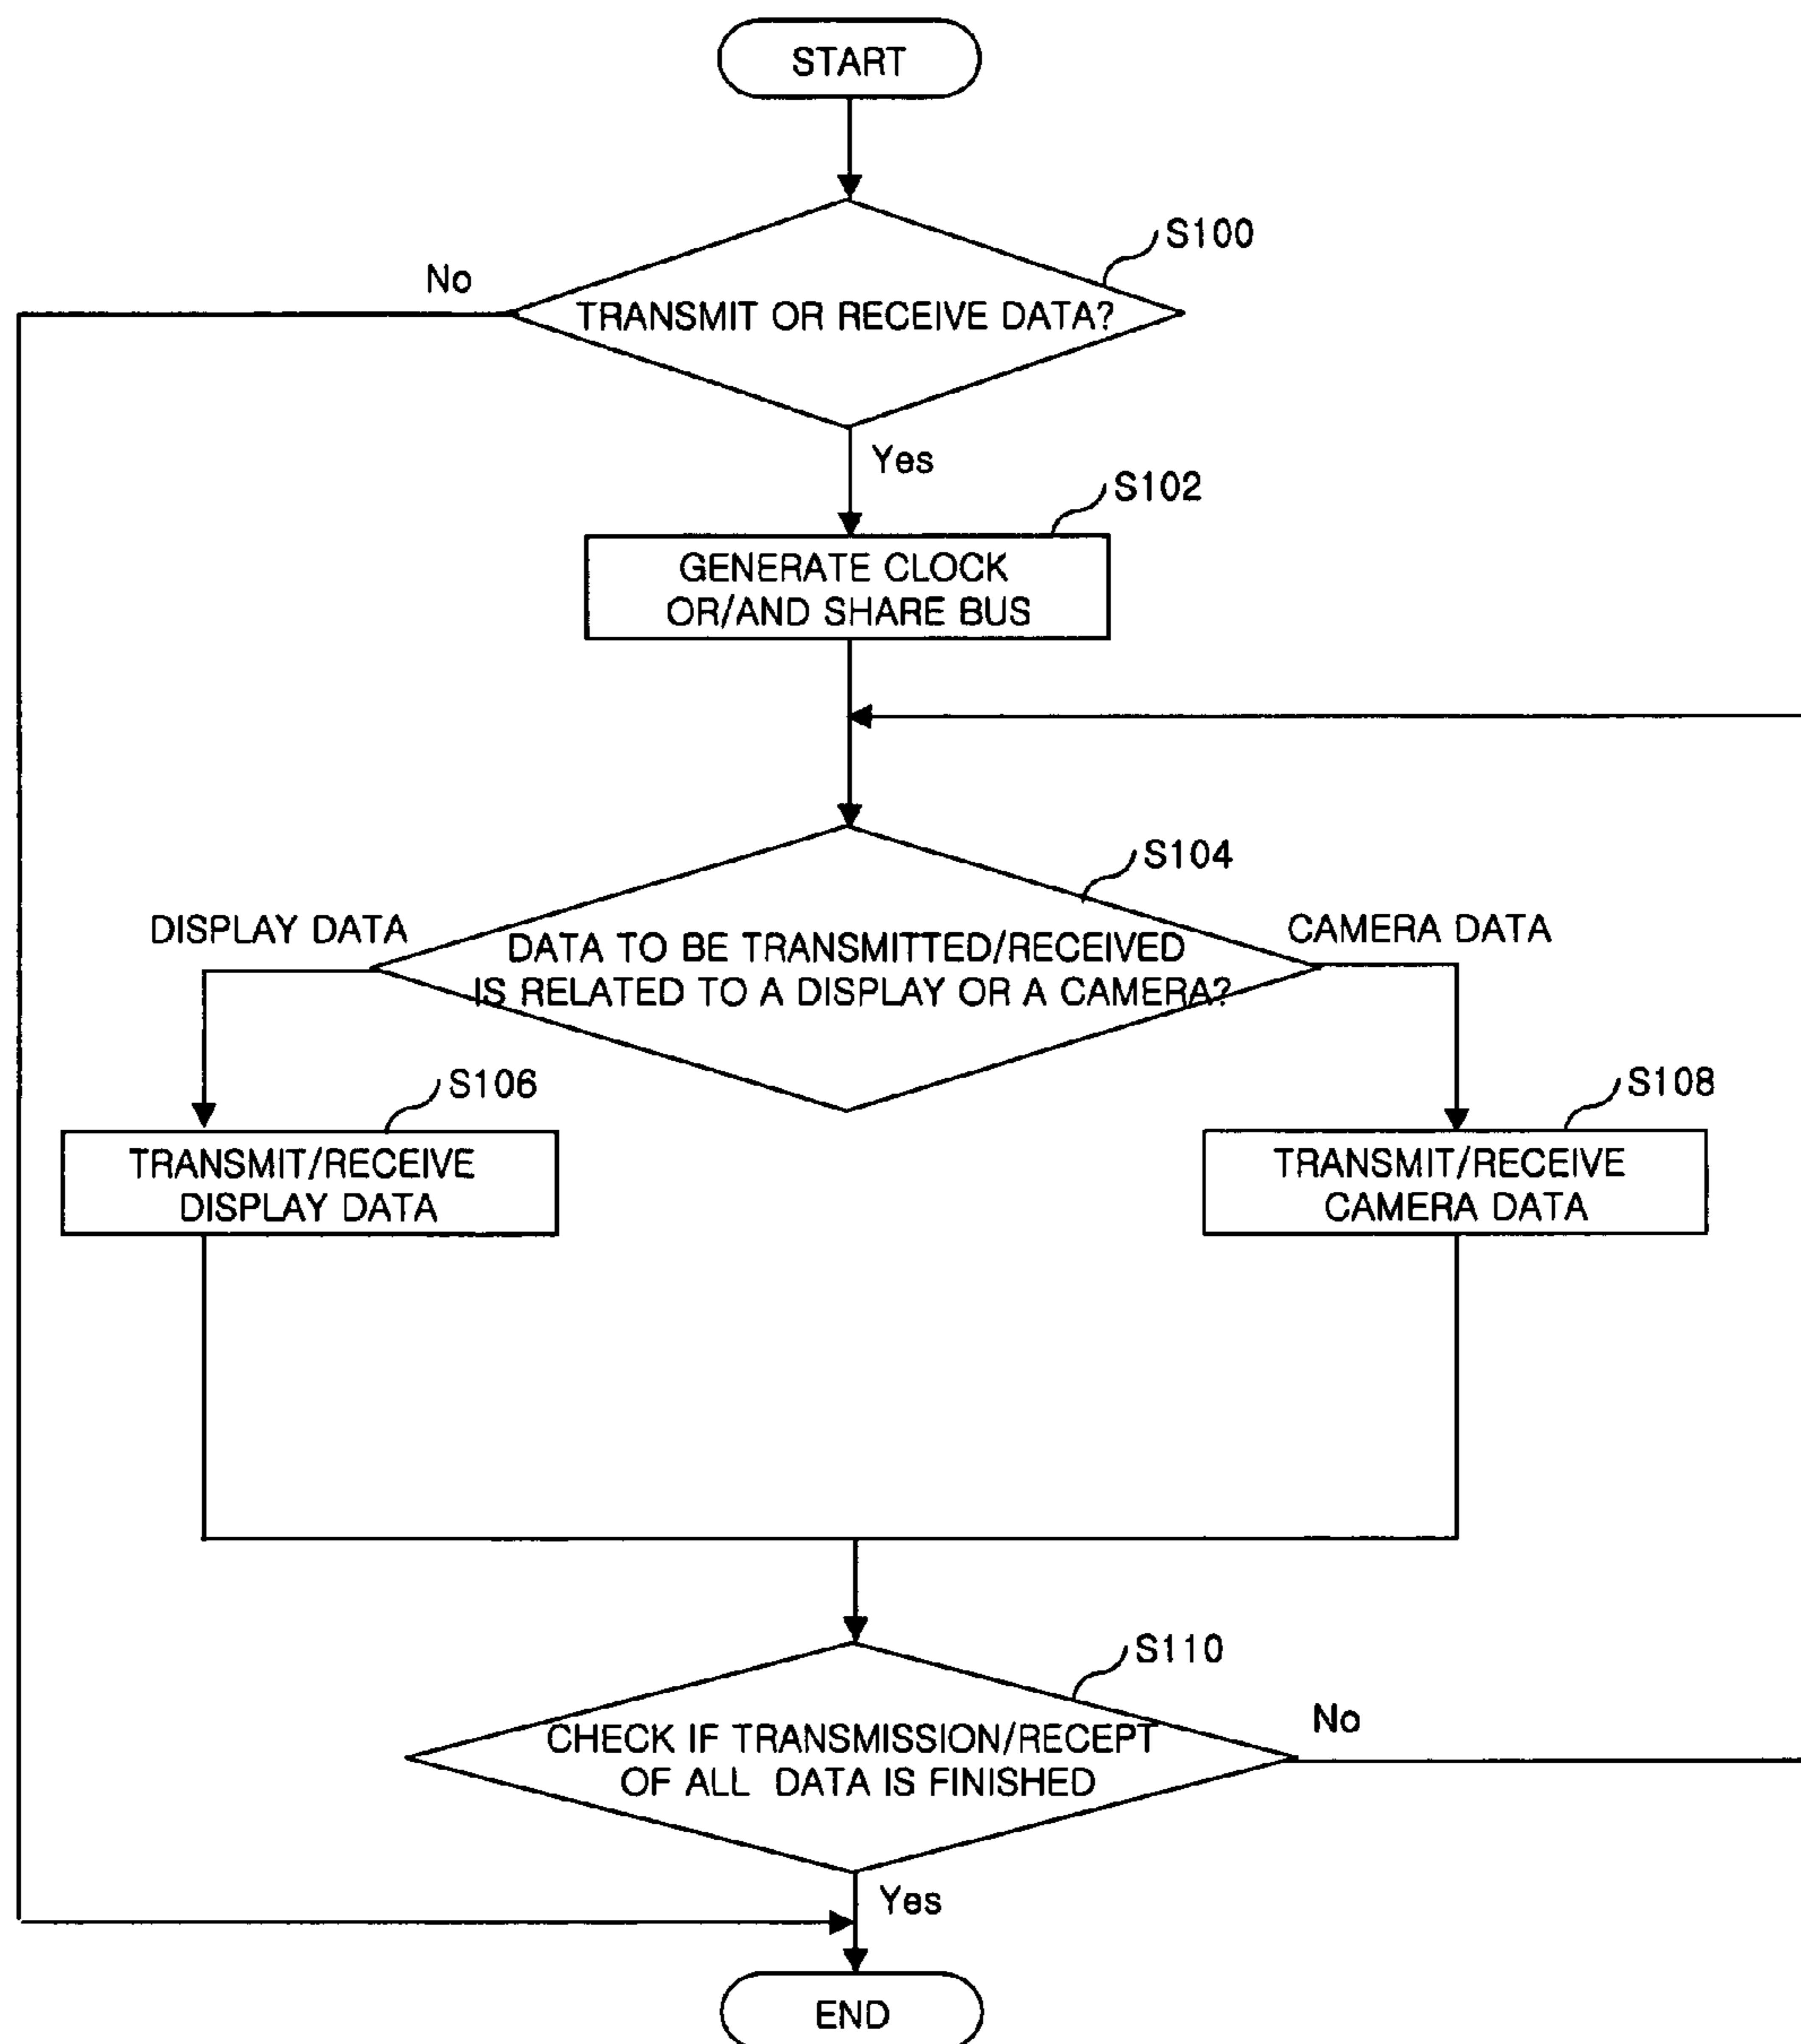 START
S100
No
TRANSMIT OR RECEIVE DATA?
Yes
S102
GENERATE CLOCK
OR/AND SHARE BUS
S104
DISPLAY DATA
CAMERA DATA
DATA TO BE TRANSMITTED/RECEIVED
IS RELATED TO A DISPLAY OR A CAMERA?
S106
S108
TRANSMIT/RECEIVE
DISPLAY DATA
TRANSMIT/RECEIVE
CAMERA DATA
S110
No
CHECK IF TRANSMISSION/RECEPT
OF ALL DATA IS FINISHED
Yes
END